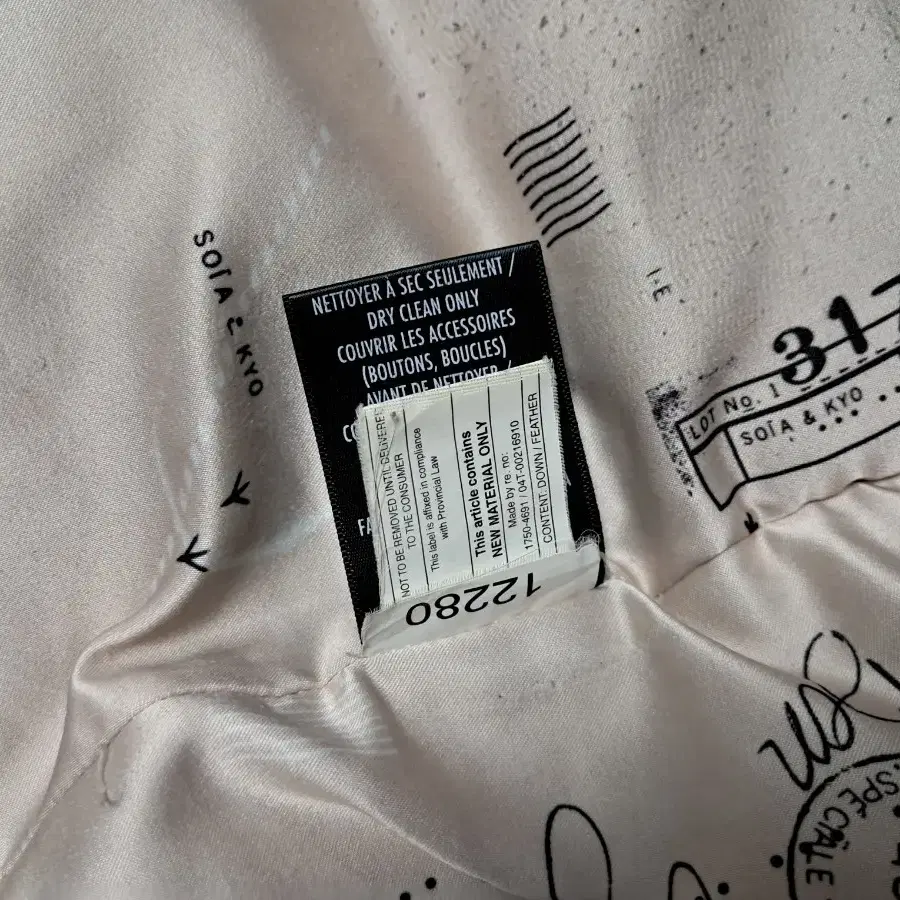 SOÏA & KYO
NETTOYER À SEC SEULEMENT /
DRY CLEAN ONLY
COUVRIR LES ACCESSOIRES
(BOUTONS, BOUCLES)
AVANT DE NETTOYER /
NOT TO BE REMOVED UNTIL DELIVERED
TO THE CONSUMER
This label is affixed in compliance
with Provincial Law
This article contains
NEW MATERIAL ONLY
Made by re. no:
1750-4691 / 04T-00216910
CONTENT: DOWN / FEATHER
12280
317
LOT No. 1
SOÏA & KYO
SPÉCIALE